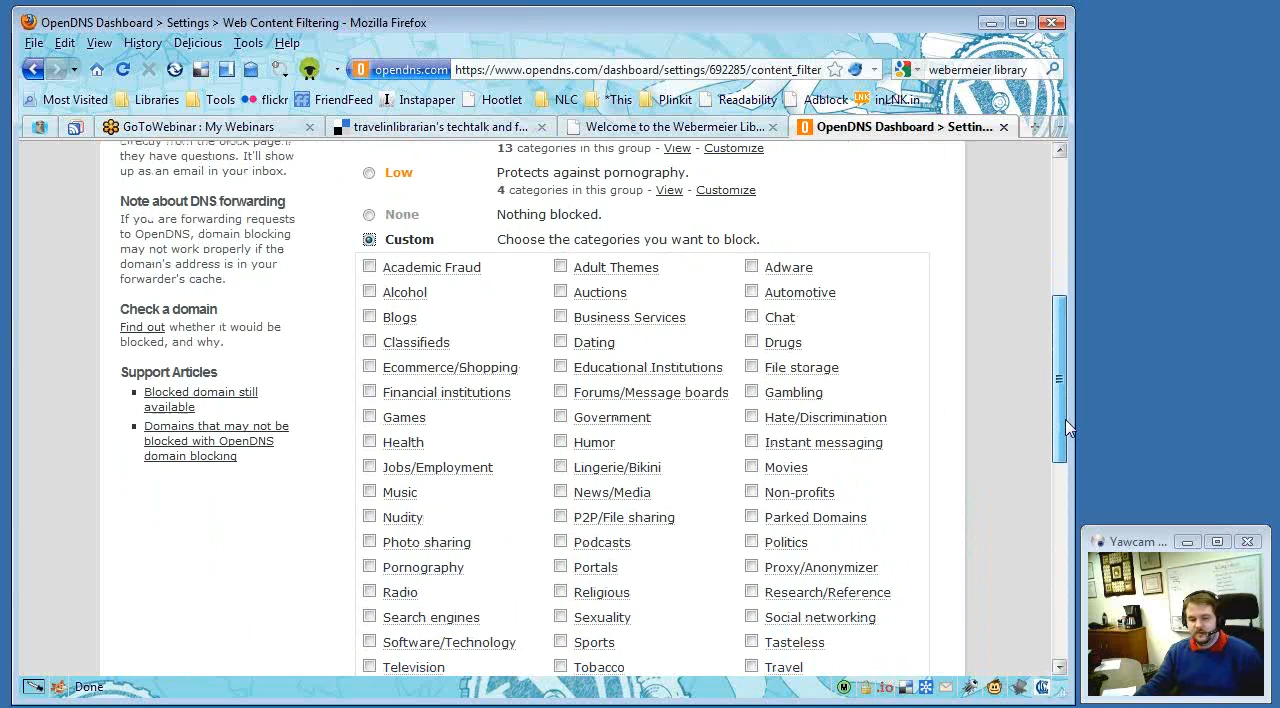 OpenDNS Dashboard > Settings > Web Content Filtering - Mozilla Firefox
File Edit View History Delicious Tools Help
opendns.com https://www.opendns.com/dashboard/settings/692285/content_filter webermeier library
Most Visited Libraries Tools flickr FriendFeed Instapaper Hootlet NLC *This Plinkit Readability Adblock inLNK.in
GoToWebinar : My Webinars travelinlibrarian's techtalk and f... Welcome to the Webermeier Lib... OpenDNS Dashboard > Settin...
directly from the block page if
they have questions. It'll show
up as an email in your inbox.
Note about DNS forwarding
If you are forwarding requests
to OpenDNS, domain blocking
may not work properly if the
domain's address is in your
forwarder's cache.
Check a domain
Find out whether it would be
blocked, and why.
Support Articles
Blocked domain still
available
Domains that may not be
blocked with OpenDNS
domain blocking
13 categories in this group - View - Customize
Low Protects against pornography.
4 categories in this group - View - Customize
None Nothing blocked.
Custom Choose the categories you want to block.
Academic Fraud Adult Themes Adware
Alcohol Auctions Automotive
Blogs Business Services Chat
Classifieds Dating Drugs
Ecommerce/Shopping Educational Institutions File storage
Financial institutions Forums/Message boards Gambling
Games Government Hate/Discrimination
Health Humor Instant messaging
Jobs/Employment Lingerie/Bikini Movies
Music News/Media Non-profits
Nudity P2P/File sharing Parked Domains
Photo sharing Podcasts Politics
Pornography Portals Proxy/Anonymizer
Radio Religious Research/Reference
Search engines Sexuality Social networking
Software/Technology Sports Tasteless
Television Tobacco Travel
Done
.io
Yawcam ...